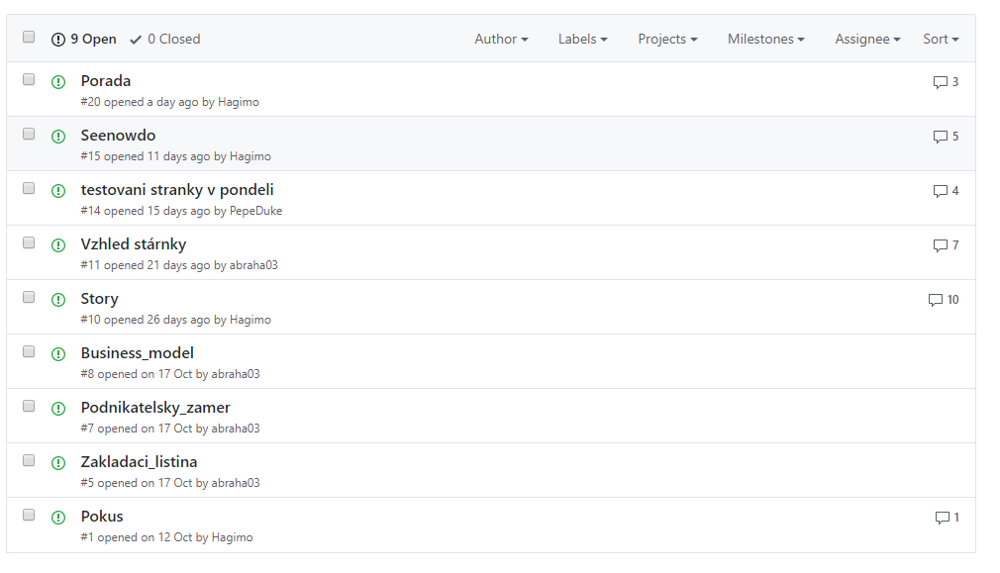 9 Open 0 Closed Author Labels Projects Milestones Assignee Sort
Porada 3
#20 opened a day ago by Hagimo
Seenowdo 5
#15 opened 11 days ago by Hagimo
testovani stranky v pondeli 4
#14 opened 15 days ago by PepeDuke
Vzhled stárnky 7
#11 opened 21 days ago by abraha03
Story 10
#10 opened 26 days ago by Hagimo
Business_model
#8 opened on 17 Oct by abraha03
Podnikatelsky_zamer
#7 opened on 17 Oct by abraha03
Zakladaci_listina
#5 opened on 17 Oct by abraha03
Pokus 1
#1 opened on 12 Oct by Hagimo